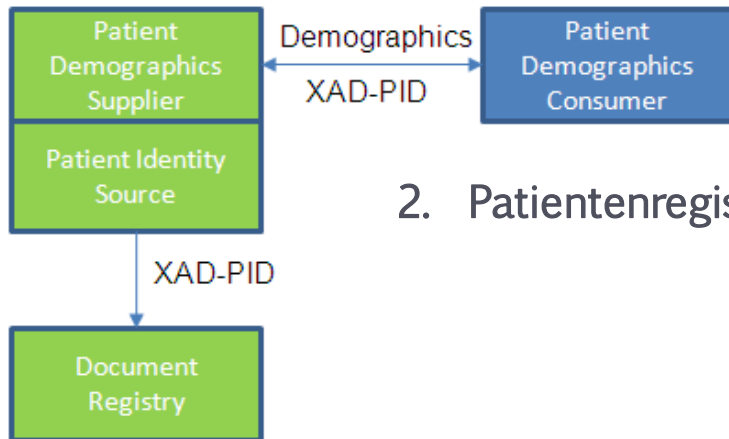 Patient
Demographics
Supplier
Demographics
XAD-PID
Patient
Demographics
Consumer
Patient Identity
Source
2. Patientenregis
XAD-PID
Document
Registry